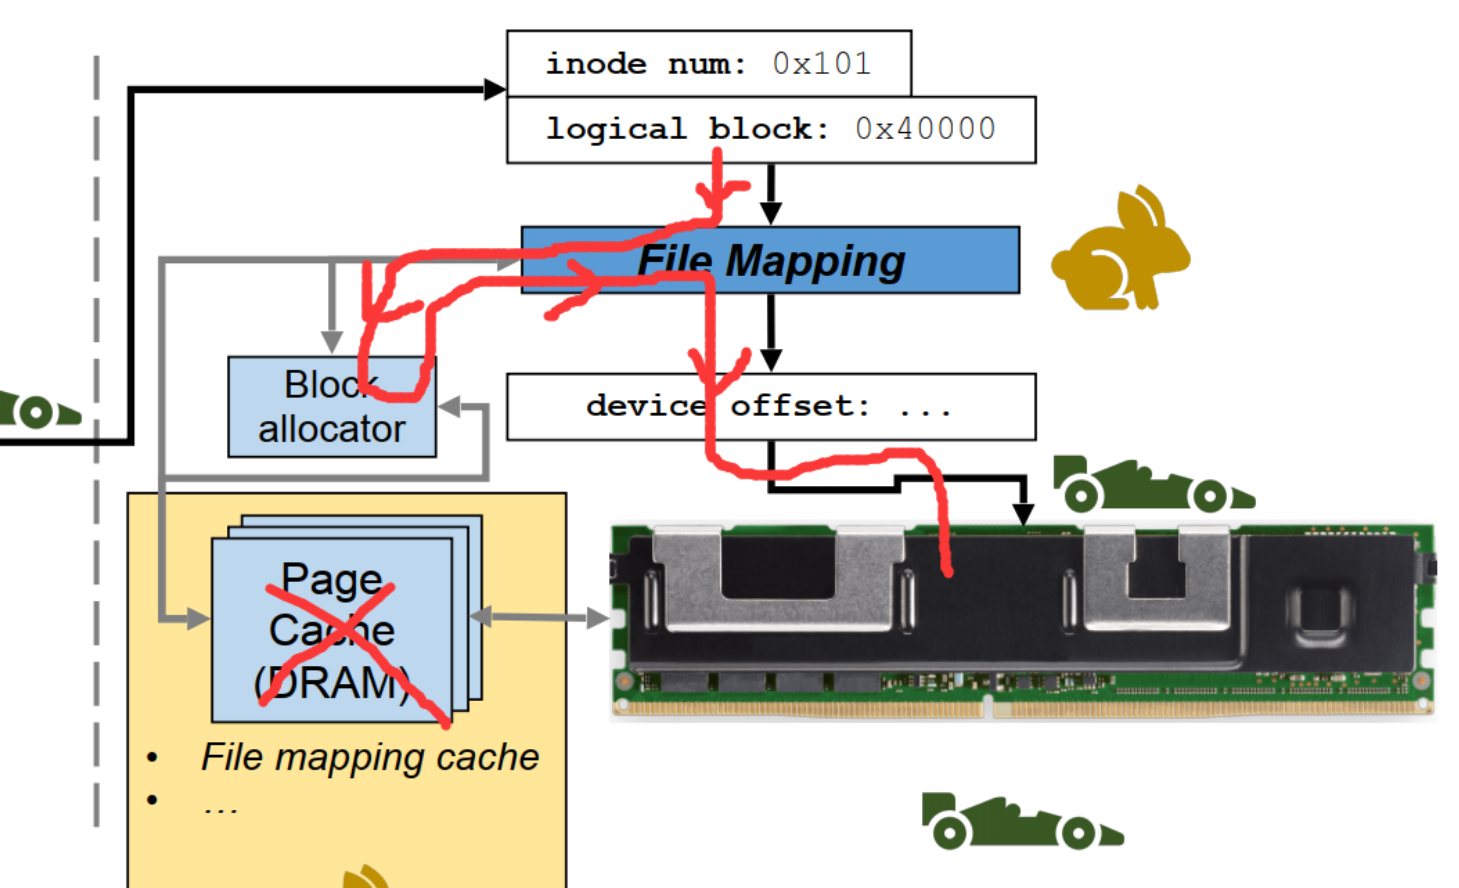 inode num: 0x101
logical block: 0x40000
File Mapping
Block
allocator
device offset: ...
Page
Cache
(DRAM)
• File mapping cache
• ...